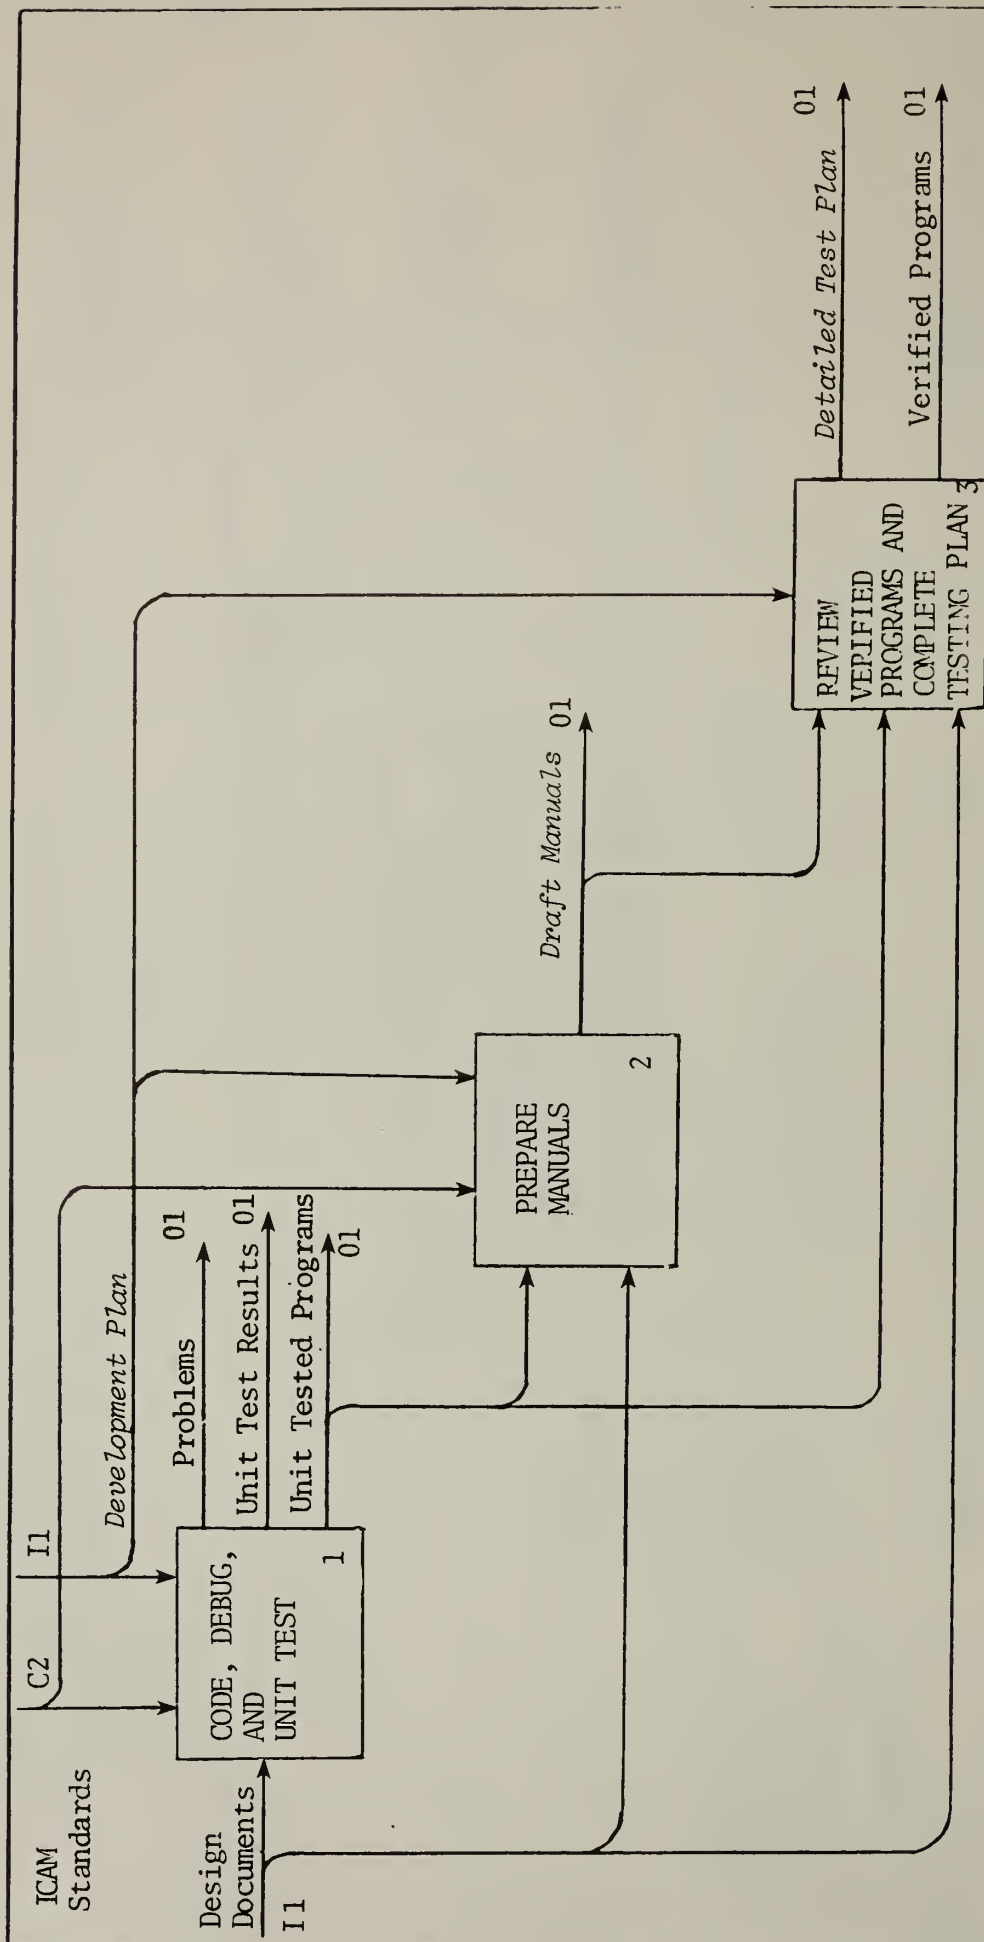 ICAM
Standards
C2
I1
Development Plan
Design
Documents
I1
CODE, DEBUG,
AND
UNIT TEST
1
Problems
01
Unit Test Results 01
Unit Tested Programs
01
PREPARE
MANUALS
2
Draft Manuals 01
REVIEW
VERIFIED
PROGRAMS AND
COMPLETE
TESTING PLAN 3
Detailed Test Plan
01
Verified Programs 01